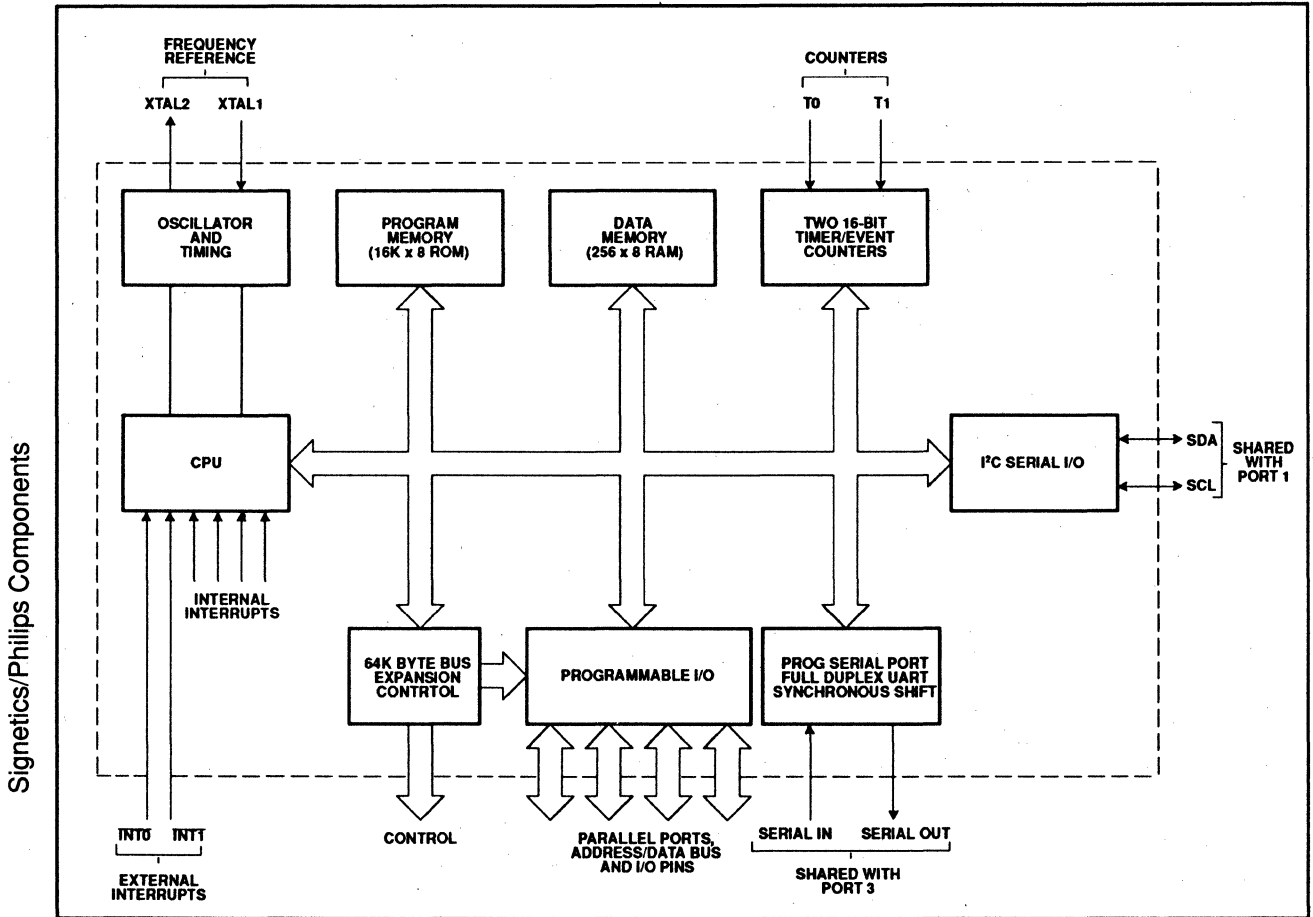 Signetics/Philips Components
FREQUENCY
REFERENCE
XTAL2 XTAL1
COUNTERS
T0 T1
OSCILLATOR
AND
TIMING
PROGRAM
MEMORY
(16K x 8 ROM)
DATA
MEMORY
(256 x 8 RAM)
TWO 16-BIT
TIMER/EVENT
COUNTERS
CPU
I²C SERIAL I/O
SDA
SCL
SHARED
WITH
PORT 1
INTERNAL
INTERRUPTS
64K BYTE BUS
EXPANSION
CONTRTOL
PROGRAMMABLE I/O
PROG SERIAL PORT
FULL DUPLEX UART
SYNCHRONOUS SHIFT
INT0 INT1
EXTERNAL
INTERRUPTS
CONTROL
PARALLEL PORTS,
ADDRESS/DATA BUS
AND I/O PINS
SERIAL IN SERIAL OUT
SHARED WITH
PORT 3